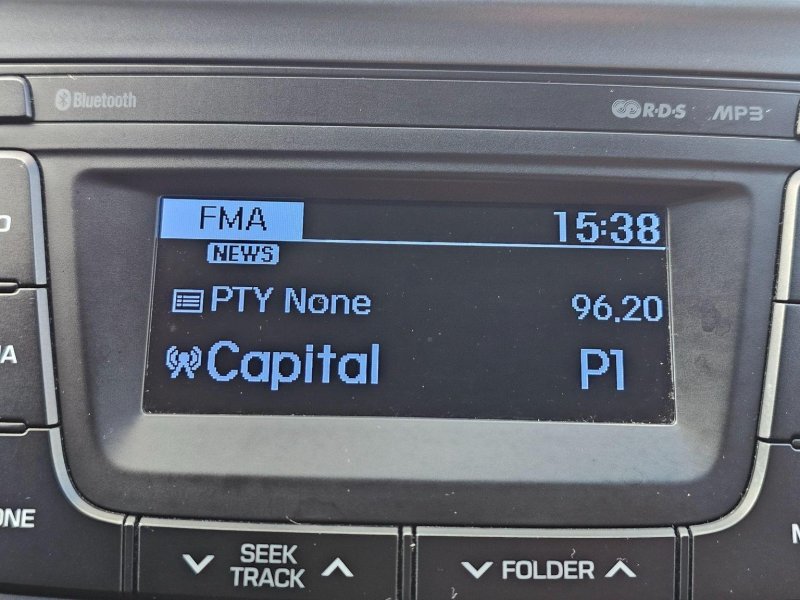 Bluetooth
R·D·S MP3
FMA 15:38
NEWS
PTY None 96.20
Capital P1
SEEK
TRACK
FOLDER